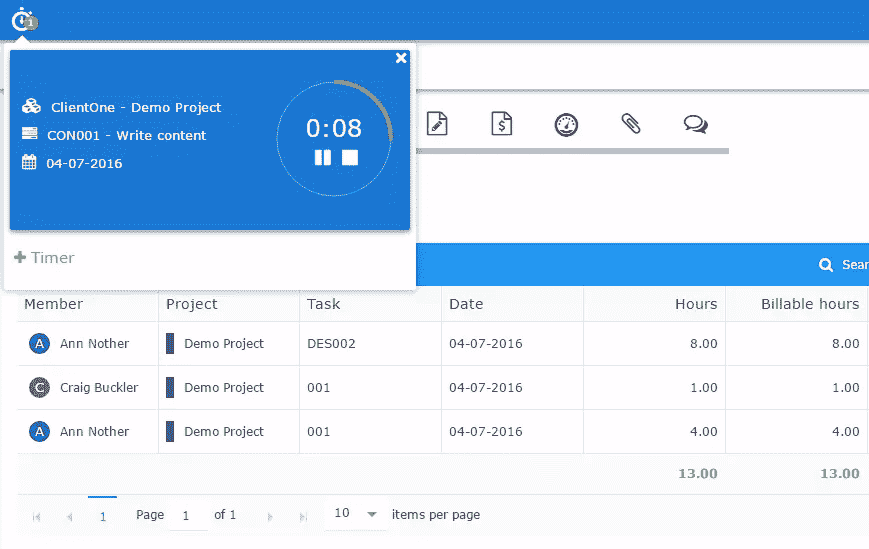 1
ClientOne - Demo Project
CON001 - Write content
04-07-2016
0:08
Timer
Sear
Member Project Task Date Hours Billable hours
A Ann Nother Demo Project DES002 04-07-2016 8.00 8.00
C Craig Buckler Demo Project 001 04-07-2016 1.00 1.00
A Ann Nother Demo Project 001 04-07-2016 4.00 4.00
13.00 13.00
1 Page 1 of 1 10 items per page